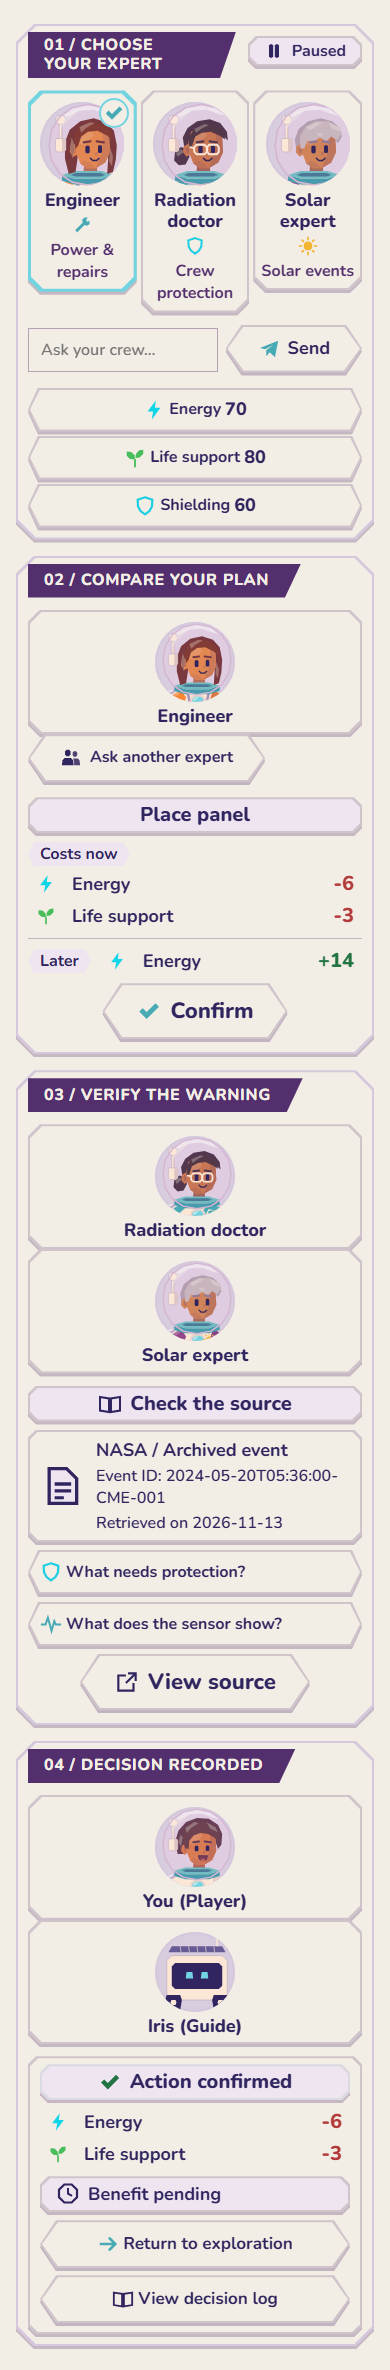 01 / CHOOSE
YOUR EXPERT
Paused
Engineer
Power &
repairs
Radiation
doctor
Crew
protection
Solar
expert
Solar events
Ask your crew...
Send
Energy 70
Life support 80
Shielding 60
02 / COMPARE YOUR PLAN
Engineer
Ask another expert
Place panel
Costs now
Energy -6
Life support -3
Later Energy +14
Confirm
03 / VERIFY THE WARNING
Radiation doctor
Solar expert
Check the source
NASA / Archived event
Event ID: 2024-05-20T05:36:00-
CME-001
Retrieved on 2026-11-13
What needs protection?
What does the sensor show?
View source
04 / DECISION RECORDED
You (Player)
Iris (Guide)
Action confirmed
Energy -6
Life support -3
Benefit pending
Return to exploration
View decision log